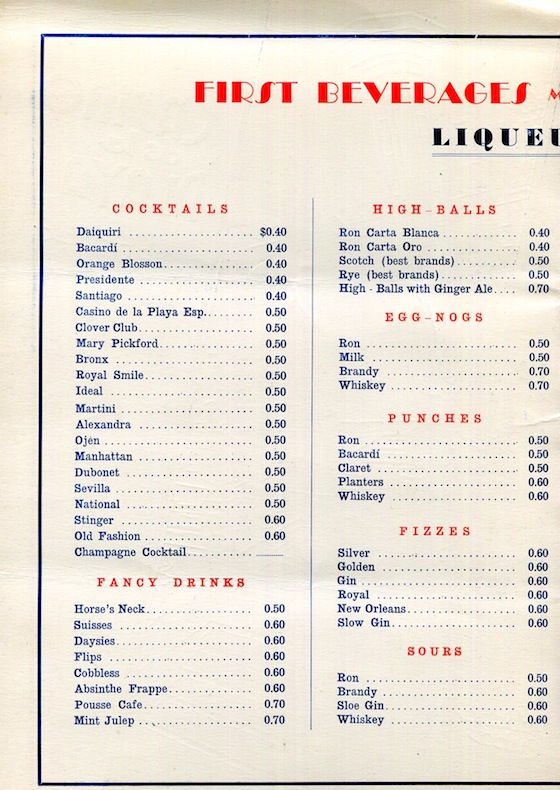 FIRST BEVERAGES
COCKTAILS
Daiquirí $0.40
Bacardí 0.40
Orange Blosson 0.40
Presidente 0.40
Santiago 0.40
Casino de la Playa Esp. 0.50
Clover Club 0.50
Mary Pickford 0.50
Bronx 0.50
Royal Smile 0.50
Ideal 0.50
Martini 0.50
Alexandra 0.50
Ojén 0.50
Manhattan 0.50
Dubonet 0.50
Sevilla 0.50
National 0.50
Stinger 0.60
Old Fashion 0.60
Champagne Cocktail
FANCY DRINKS
Horse's Neck 0.50
Suisses 0.60
Daysies 0.60
Flips 0.60
Cobbless 0.60
Absinthe Frappe 0.60
Pousse Cafe 0.70
Mint Julep 0.70
HIGH-BALLS
Ron Carta Blanca 0.40
Ron Carta Oro 0.40
Scotch (best brands) 0.50
Rye (best brands) 0.50
High - Balls with Ginger Ale 0.70
EGG-NOGS
Ron 0.50
Milk 0.50
Brandy 0.70
Whiskey 0.70
PUNCHES
Ron 0.50
Bacardí 0.50
Claret 0.50
Planters 0.60
Whiskey 0.60
FIZZES
Silver 0.60
Golden 0.60
Gin 0.60
Royal 0.60
New Orleans 0.60
Slow Gin 0.60
SOURS
Ron 0.50
Brandy 0.60
Sloe Gin 0.60
Whiskey 0.60